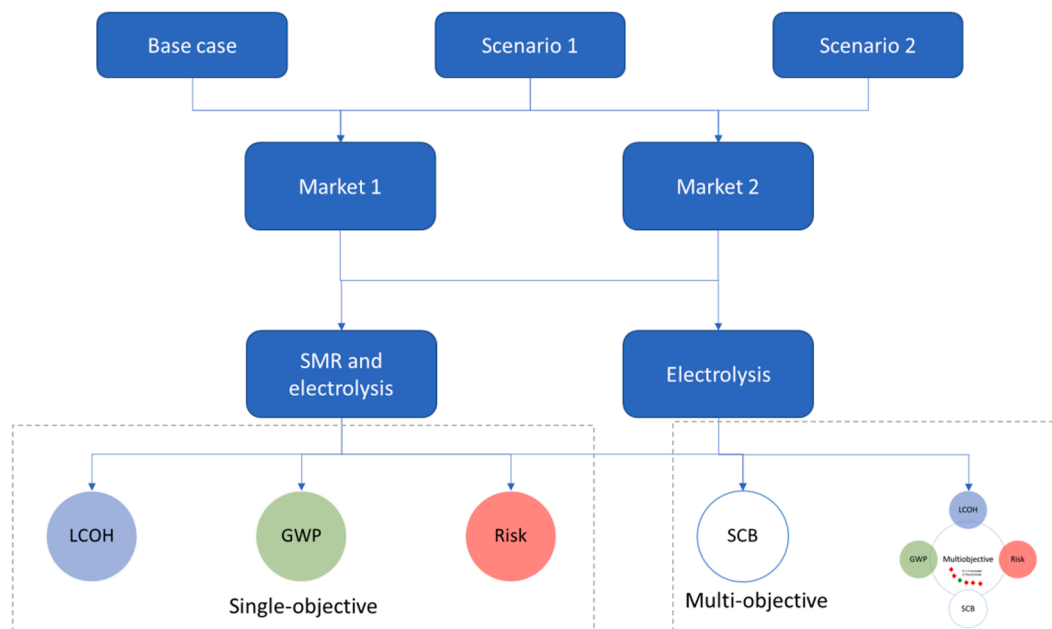 Base case
Scenario 1
Scenario 2
Market 1
Market 2
SMR and
electrolysis
Electrolysis
LCOH
GWP
Risk
SCB
LCOH
GWP
Multiobjective
Risk
SCB
Single-objective
Multi-objective